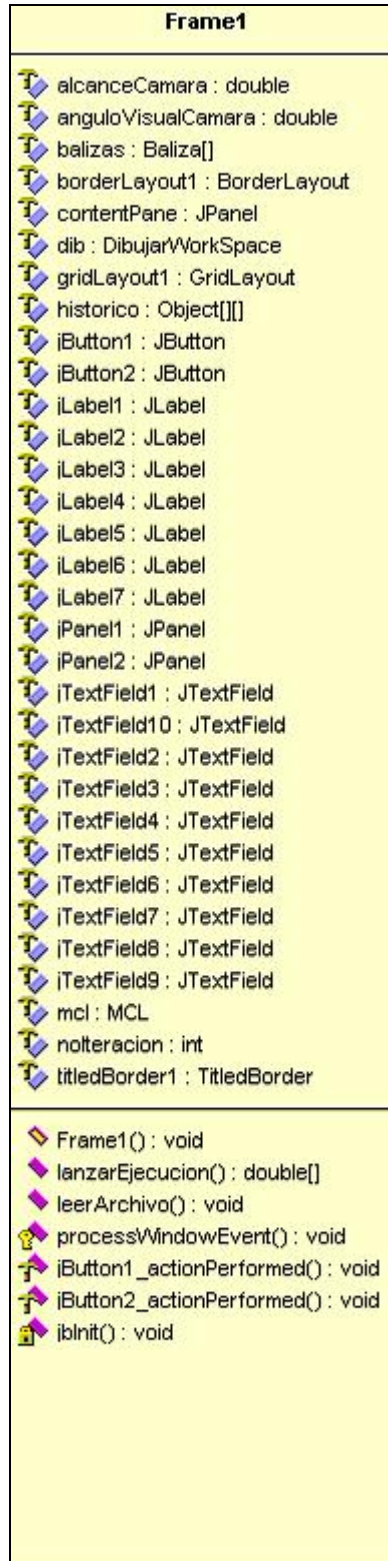 Frame1
alcanceCamara : double
anguloVisualCamara : double
balizas : Baliza[]
borderLayout1 : BorderLayout
contentPane : JPanel
dib : DibujarWorkSpace
gridLayout1 : GridLayout
historico : Object[][]
jButton1 : JButton
jButton2 : JButton
jLabel1 : JLabel
jLabel2 : JLabel
jLabel3 : JLabel
jLabel4 : JLabel
jLabel5 : JLabel
jLabel6 : JLabel
jLabel7 : JLabel
jPanel1 : JPanel
jPanel2 : JPanel
jTextField1 : JTextField
jTextField10 : JTextField
jTextField2 : JTextField
jTextField3 : JTextField
jTextField4 : JTextField
jTextField5 : JTextField
jTextField6 : JTextField
jTextField7 : JTextField
jTextField8 : JTextField
jTextField9 : JTextField
mcl : MCL
noIteracion : int
titledBorder1 : TitledBorder
Frame1() : void
lanzarEjecucion() : double[]
leerArchivo() : void
processWindowEvent() : void
jButton1_actionPerformed() : void
jButton2_actionPerformed() : void
jbInit() : void